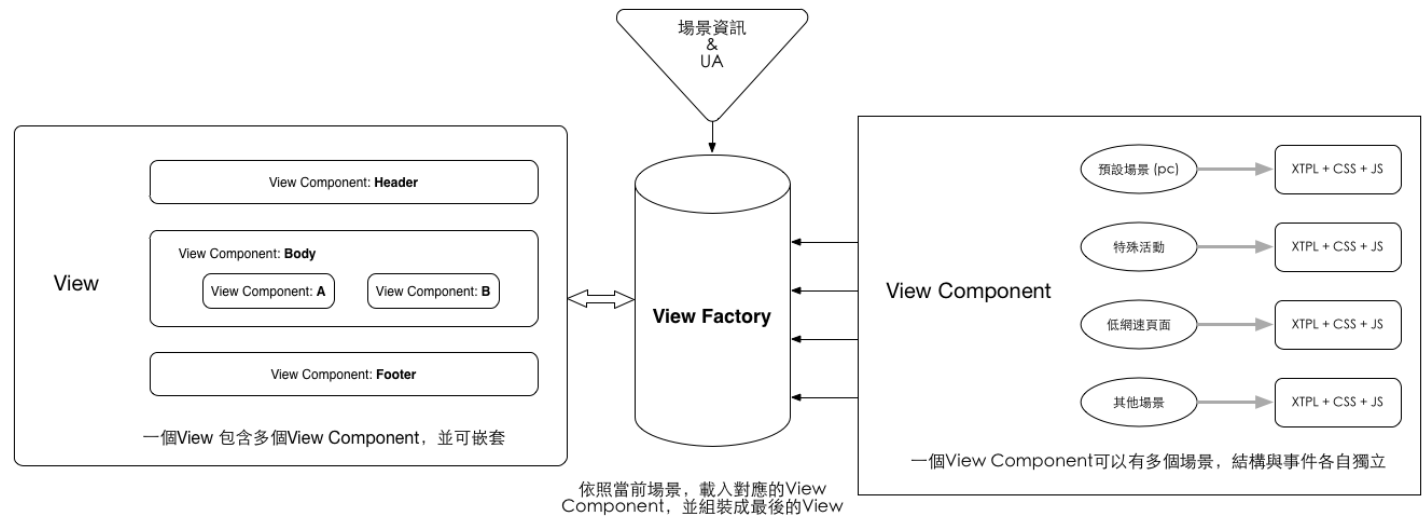 場景資訊
&
UA
View
View Component: Header
View Component: Body
View Component: A
View Component: B
View Component: Footer
一個View 包含多個View Component，並可嵌套
View Factory
依照當前場景，載入對應的View
Component，並組裝成最後的View
View Component
預設場景 (pc)
XTPL + CSS + JS
特殊活動
XTPL + CSS + JS
低網速頁面
XTPL + CSS + JS
其他場景
XTPL + CSS + JS
一個View Component可以有多個場景，結構與事件各自獨立